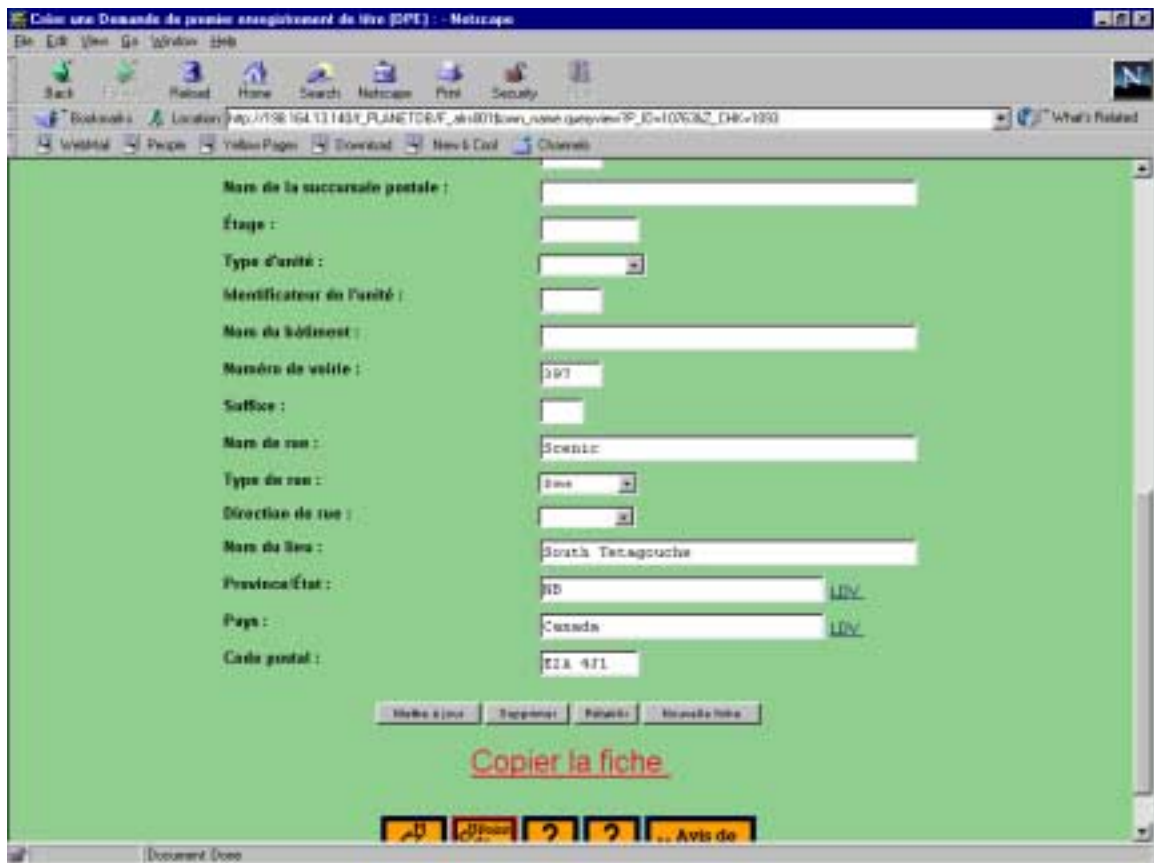 Crée une Demande de premier enregistrement de titre (DPE) : - Netscape
File Edit View Go Window Help
Back Reload Home Search Netscape Print Security
Bookmarks Location: What's Related
WebMail People Yellow Pages Download New & Cool Channels
Nom de la succursale postale :
Étage :
Type d'unité :
Identificateur de l'unité :
Nom du bâtiment :
Numéro de voirie : 397
Suffixe :
Nom de rue : Scenic
Type de rue :
Direction de rue :
Nom du lieu : South Tetagouche
Province/État : NB LDV
Pays : Canada LDV
Code postal :
Mettre à jour Supprimer Rétablir Nouvelle fiche
Copier la fiche
? ? ... Avis de
Document: Done